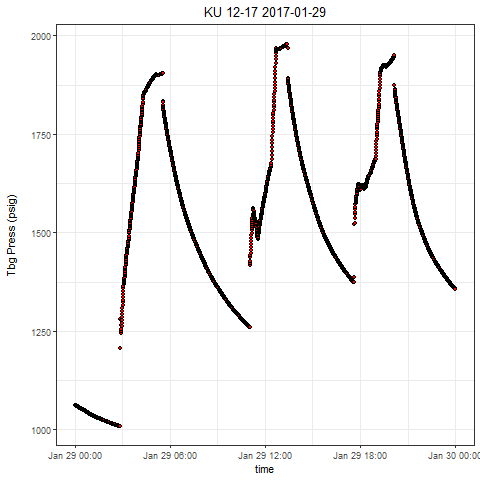 KU 12-17 2017-01-29
Tbg Press (psig)
2000
1750
1500
1250
1000
Jan 29 00:00
Jan 29 06:00
Jan 29 12:00
Jan 29 18:00
Jan 30 00:00
time